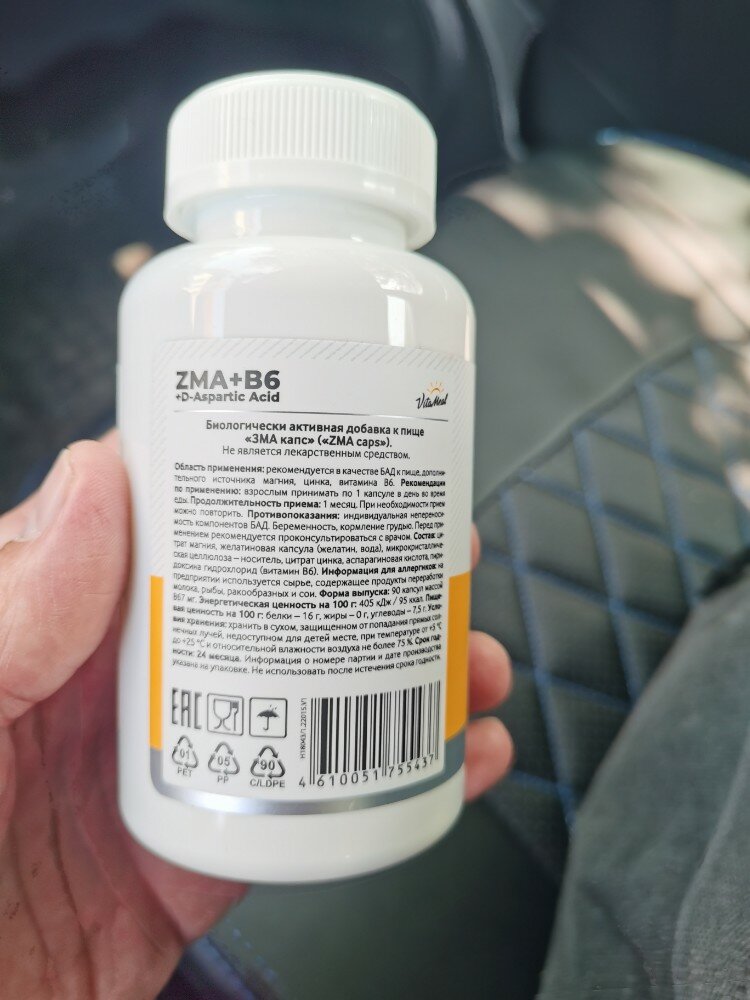 ZMA+B6
+D-Aspartic Acid
VitaMeal
Биологически активная добавка к пище
«ЗМА капс» («ZMA caps»).
Не является лекарственным средством.
Область применения: рекомендуется в качестве БАД к пище, дополни-
тельного источника магния, цинка, витамина В6. Рекомендации
по применению: взрослым принимать по 1 капсуле в день во время
еды. Продолжительность приема: 1 месяц. При необходимости прием
можно повторить. Противопоказания: индивидуальная неперено-
мость компонентов БАД. Беременность, кормление грудью. Перед при-
менением рекомендуется проконсультироваться с врачом. Состав: ци-
трат магния, желатиновая капсула (желатин, вода), микрокристалличе-
ская целлюлоза – носитель, цитрат цинка, аспарагиновая кислота, пири-
доксина гидрохлорид (витамин В6). Информация для аллергиков: на
предприятии используется сырье, содержащее продукты переработки
молока, рыбы, ракообразных и сои. Форма выпуска: 90 капсул массой
867 мг. Энергетическая ценность на 100 г: 405 кДж / 95 ккал. Пище-
вая ценность на 100 г: белки – 16 г, жиры – 0 г, углеводы – 7,5 г. Усло-
вия хранения: хранить в сухом, защищенном от попадания прямых сол-
нечных лучей, недоступном для детей месте, при температуре от +5 °С
до +25 °С и относительной влажности воздуха не более 75 %. Срок год-
ности: 24 месяца. Информация о номере партии и дате производства
указана на упаковке. Не использовать после истечения срока годности.
EAC
01
PET
05
PP
90
C/LDPE
4 610051 755437